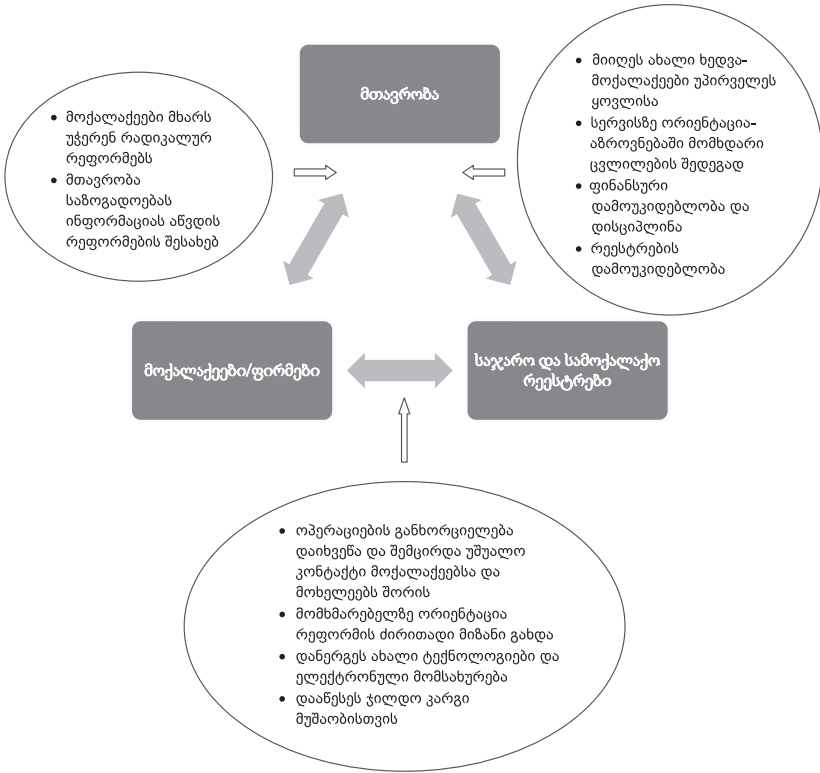 მთავრობა
• მოქალაქეები მხარს
უჭერენ რადიკალურ
რეფორმებს
• მთავრობა
საზოგადოებას
ინფორმაციას აწვდის
რეფორმების შესახებ
• მიიღეს ახალი ხედვა-
მოქალაქეები უპირველეს
ყოვლისა
• სერვისზე ორიენტაცია-
აზროვნებაში მომხდარი
ცვლილების შედეგად
• ფინანსური
დამოუკიდებლობა და
დისციპლინა
• რეესტრების
დამოუკიდებლობა
მოქალაქეები/ფირმები
საჯარო და სამოქალაქო
რეესტრები
• ოპერაციების განხორციელება
დაიხვეწა და შემცირდა უშუალო
კონტაქტი მოქალაქეებსა და
მოხელეებს შორის
• მომხმარებელზე ორიენტაცია
რეფორმის ძირითადი მიზანი გახდა
• დანერგეს ახალი ტექნოლოგიები და
ელექტრონული მომსახურება
• დააწესეს ჯილდო კარგი
მუშაობისთვის